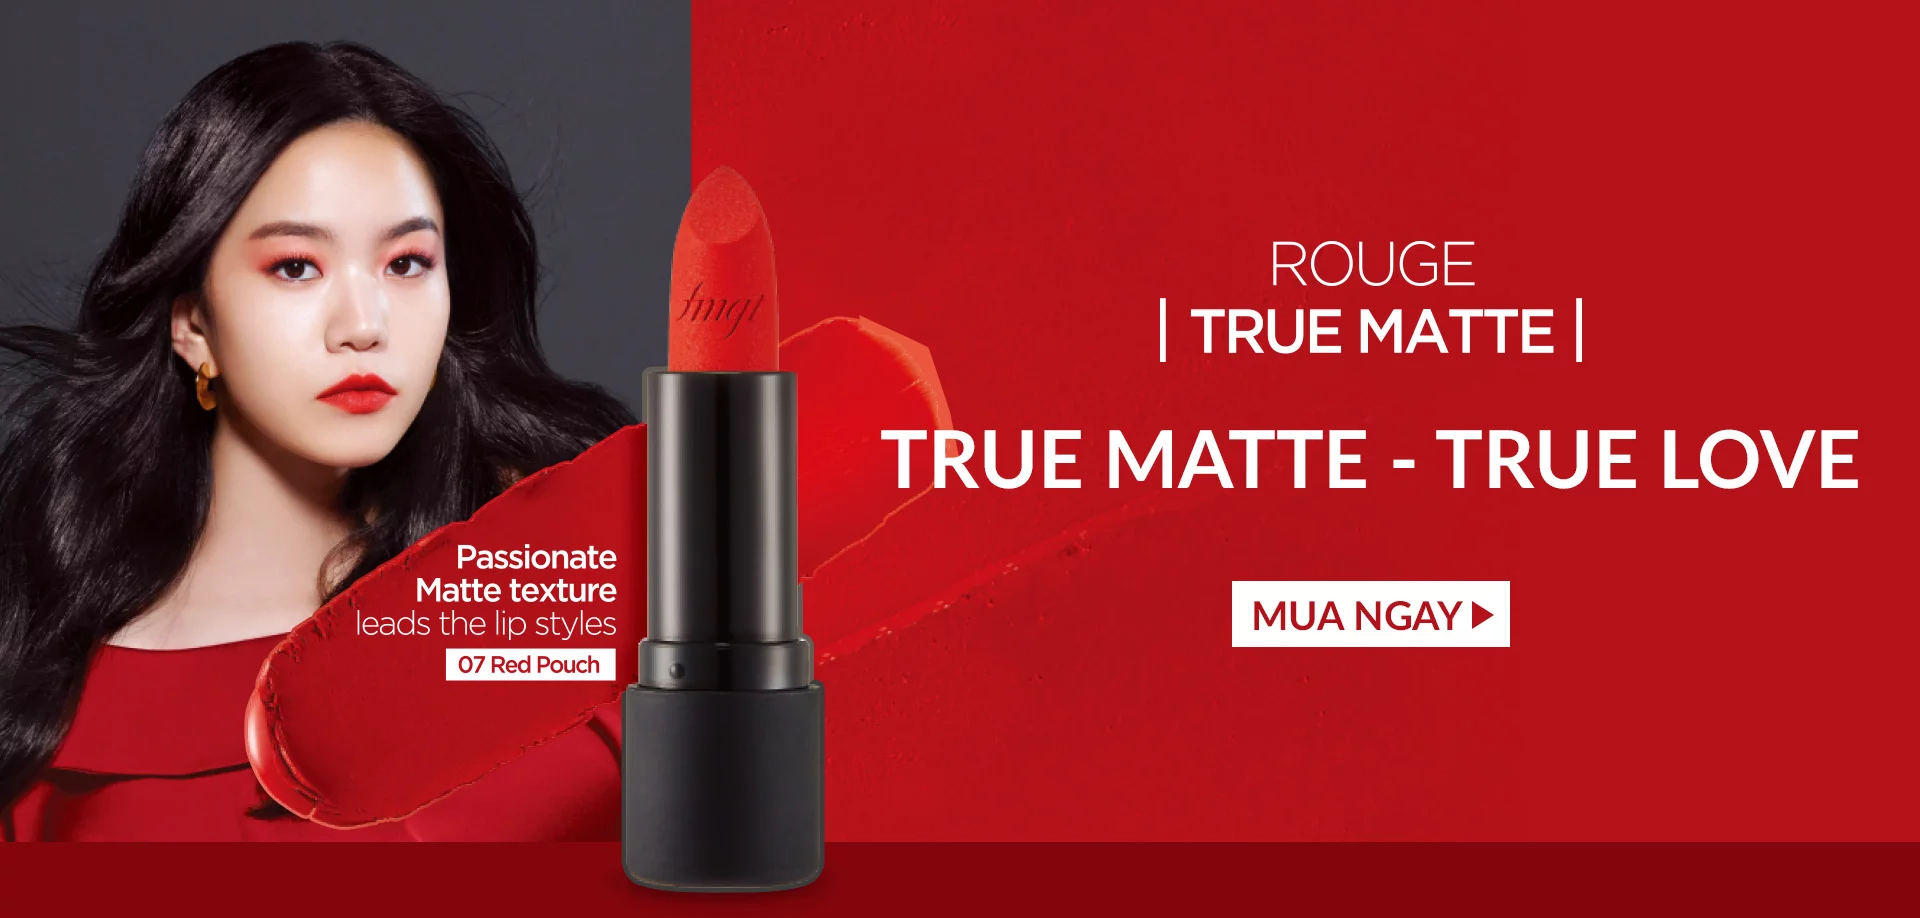 fmgt
Passionate
Matte texture
leads the lip styles
07 Red Pouch
ROUGE
| TRUE MATTE |
TRUE MATTE - TRUE LOVE
MUA NGAY